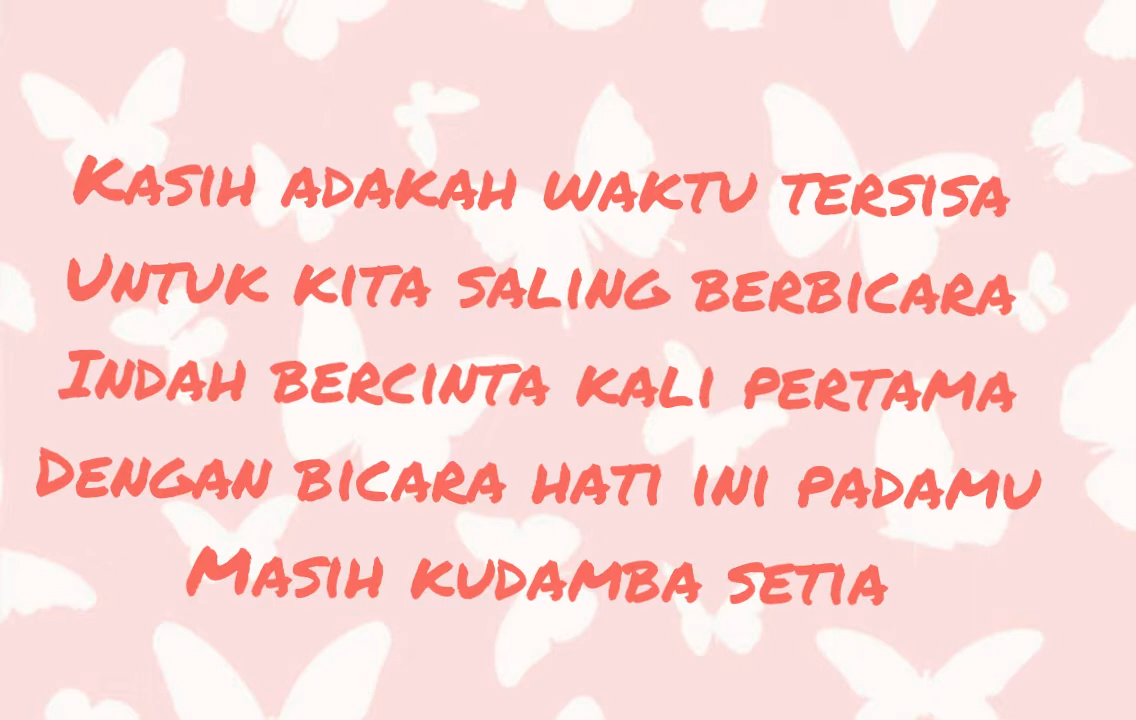 Kasih adakah waktu tersisa
Untuk kita saling berbicara
Indah bercinta kali pertama
Dengan bicara hati ini padamu
Masih kudamba setia